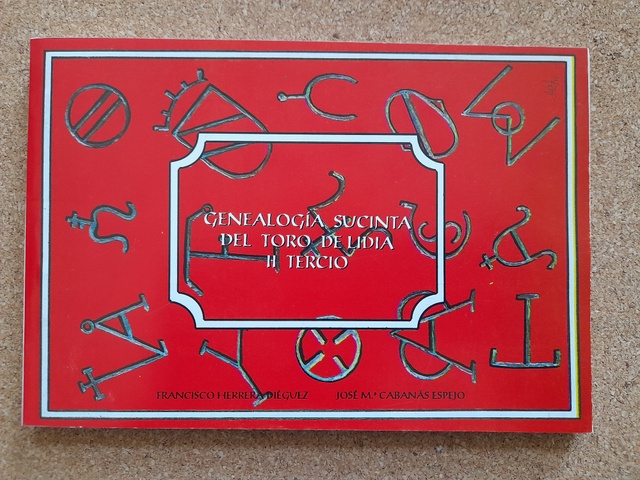 GENEALOGÍA SUCINTA
DEL TORO DE LIDIA
II TERCIO
FRANCISCO HERRERA DIÉGUEZ JOSÉ M.ª CABANÁS ESPEJO